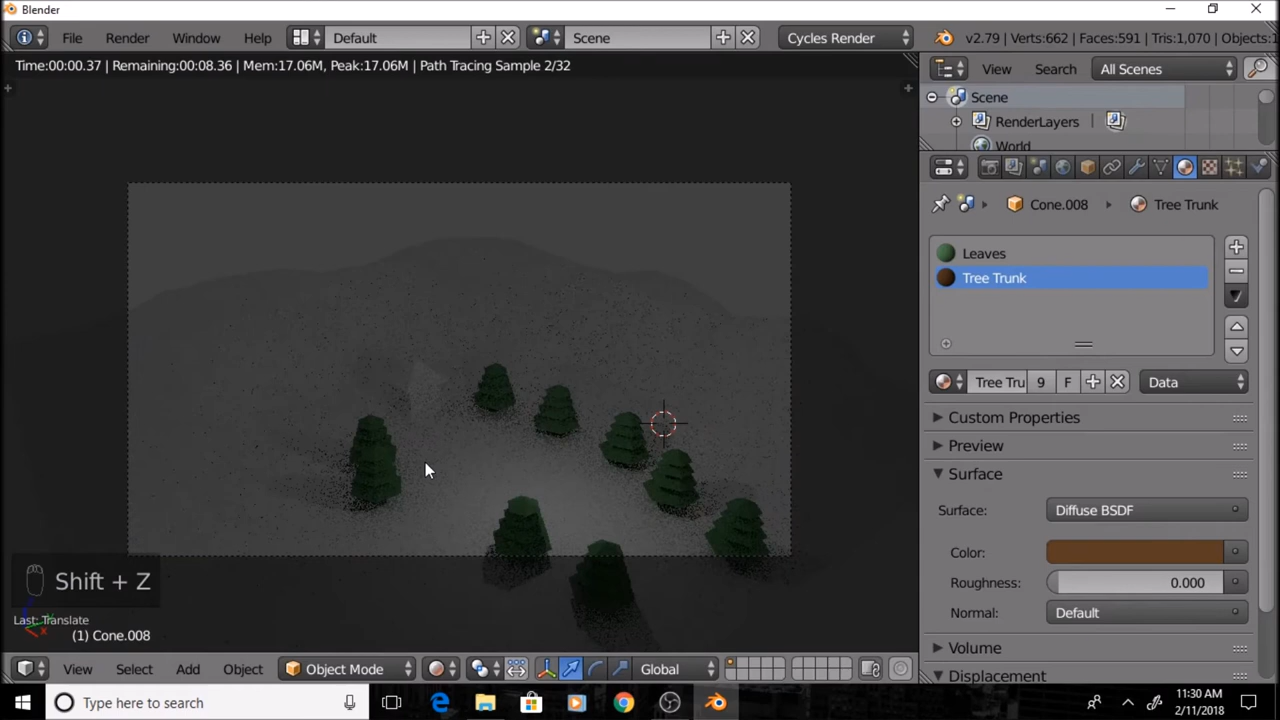 Blender
File Render Window Help Default Scene Cycles Render v2.79 | Verts:662 | Faces:591 | Tris:1,070 | Objects:1
Time:00:00.37 | Remaining:00:08.36 | Mem:17.06M, Peak:17.06M | Path Tracing Sample 2/32
View Search All Scenes
Scene
RenderLayers
World
Cone.008 Tree Trunk
Leaves
Tree Trunk
Tree Tru 9 F Data
Custom Properties
Preview
Surface
Surface: Diffuse BSDF
Color:
Roughness: 0.000
Normal: Default
Volume
Displacement
Shift + Z
Last: Translate
(1) Cone.008
View Select Add Object Object Mode Global
Type here to search
11:30 AM
2/11/2018